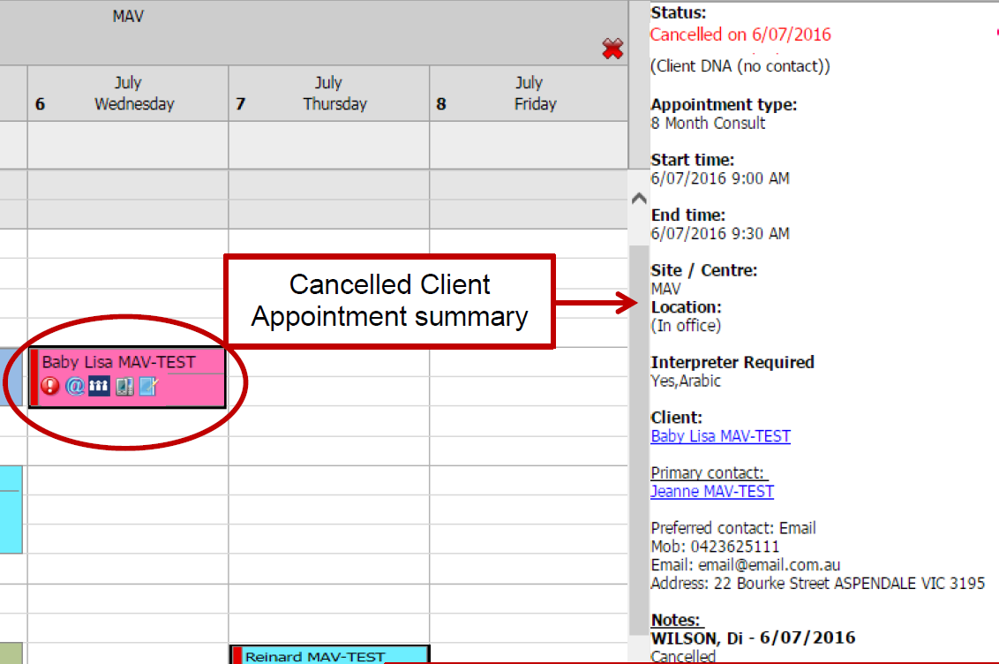 MAV
July
6 Wednesday
July
7 Thursday
July
8 Friday
Cancelled Client
Appointment summary
Baby Lisa MAV-TEST
Reinard MAV-TEST
Status:
Cancelled on 6/07/2016
(Client DNA (no contact))
Appointment type:
8 Month Consult
Start time:
6/07/2016 9:00 AM
End time:
6/07/2016 9:30 AM
Site / Centre:
MAV
Location:
(In office)
Interpreter Required
Yes,Arabic
Client:
Baby Lisa MAV-TEST
Primary contact:
Jeanne MAV-TEST
Preferred contact: Email
Mob: 0423625111
Email: email@email.com.au
Address: 22 Bourke Street ASPENDALE VIC 3195
Notes:
WILSON, Di - 6/07/2016
Cancelled